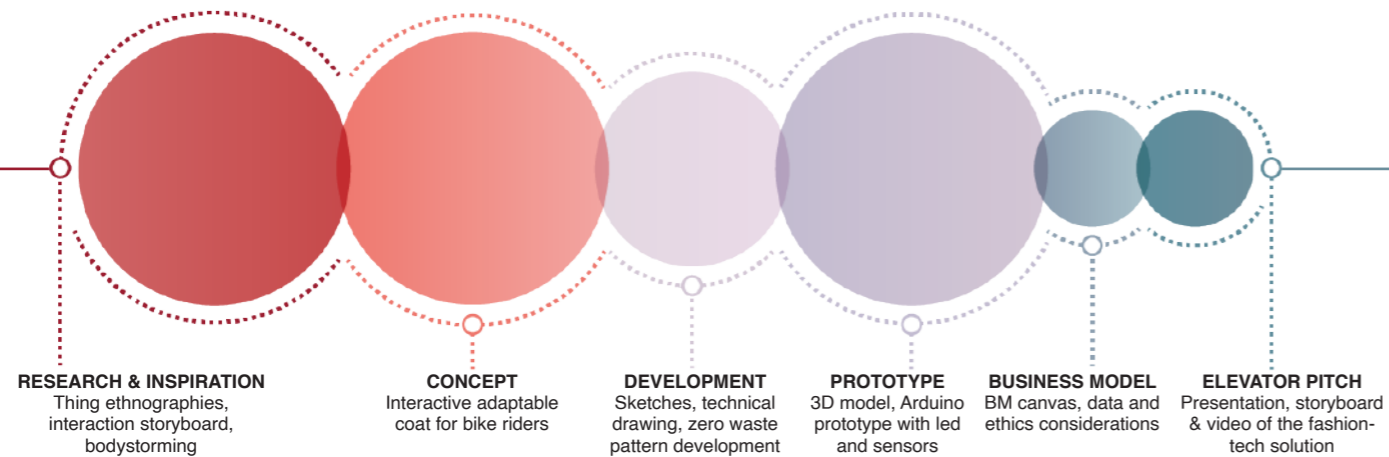 RESEARCH & INSPIRATION
Thing ethnographies,
interaction storyboard,
bodystorming
CONCEPT
Interactive adaptable
coat for bike riders
DEVELOPMENT
Sketches, technical
drawing, zero waste
pattern development
PROTOTYPE
3D model, Arduino
prototype with led
and sensors
BUSINESS MODEL
BM canvas, data and
ethics considerations
ELEVATOR PITCH
Presentation, storyboard
& video of the fashion-
tech solution